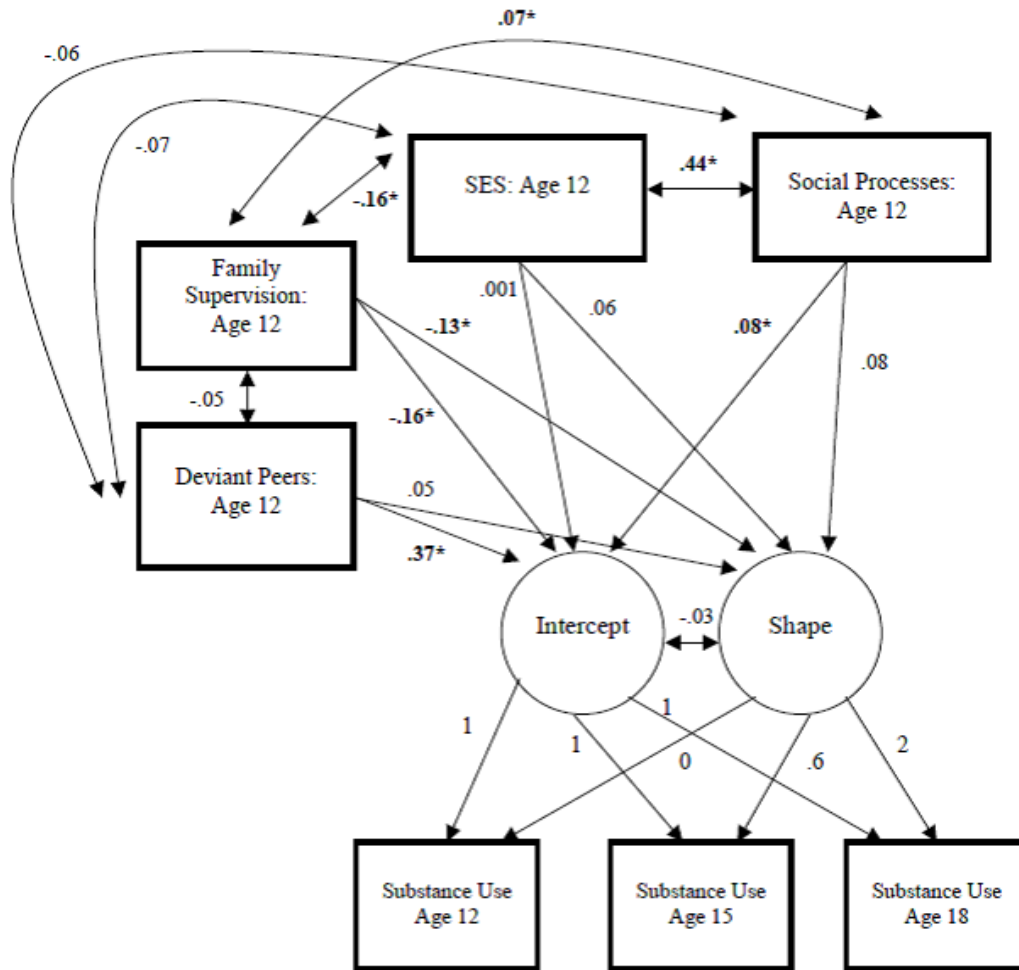 .07*
-.06
-.07
SES: Age 12
.44*
Social Processes:
Age 12
-.16*
Family
Supervision:
Age 12
.001
.06
-.13*
.08*
.08
-.05
-.16*
Deviant Peers:
Age 12
.05
.37*
Intercept
-.03
Shape
1
1
1
0
.6
2
Substance Use
Age 12
Substance Use
Age 15
Substance Use
Age 18